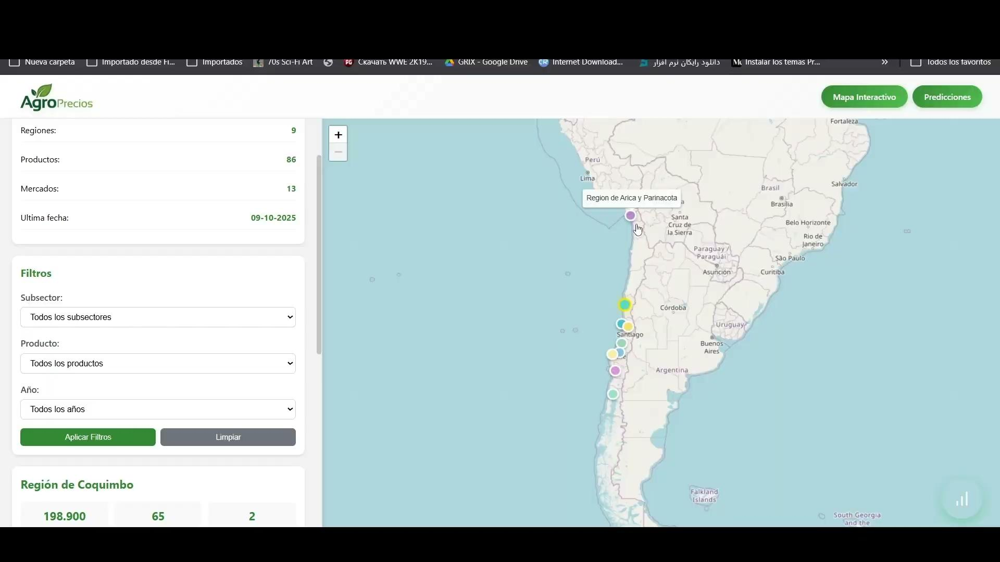 Nueva carpeta
Importado desde Fi...
Importados
70s Sci-Fi Art
Скачать WWE 2K19...
GRIX - Google Drive
Internet Download...
دانلود رایگان نرم افزار
Instalar los temas Pr...
»
Todos los favoritos
AgroPrecios
Mapa Interactivo
Predicciones
Regiones: 9
Productos: 86
Mercados: 13
Ultima fecha: 09-10-2025
Filtros
Subsector:
Todos los subsectores
Producto:
Todos los productos
Año:
Todos los años
Aplicar Filtros
Limpiar
Región de Coquimbo
198.900
65
2
+
−
Fortaleza
Perú
Lima
Salvador
Brasil
Brasília
Region de Arica y Parinacota
Santa
Cruz de
la Sierra
Belo Horizonte
Rio de
Janeiro
Paraguay /
Paraguái
São Paulo
Asunción
Curitiba
Córdoba
Uruguay
Santiago
Buenos
Aires
Argentina
Falkland
Islands
South Georgia
and the